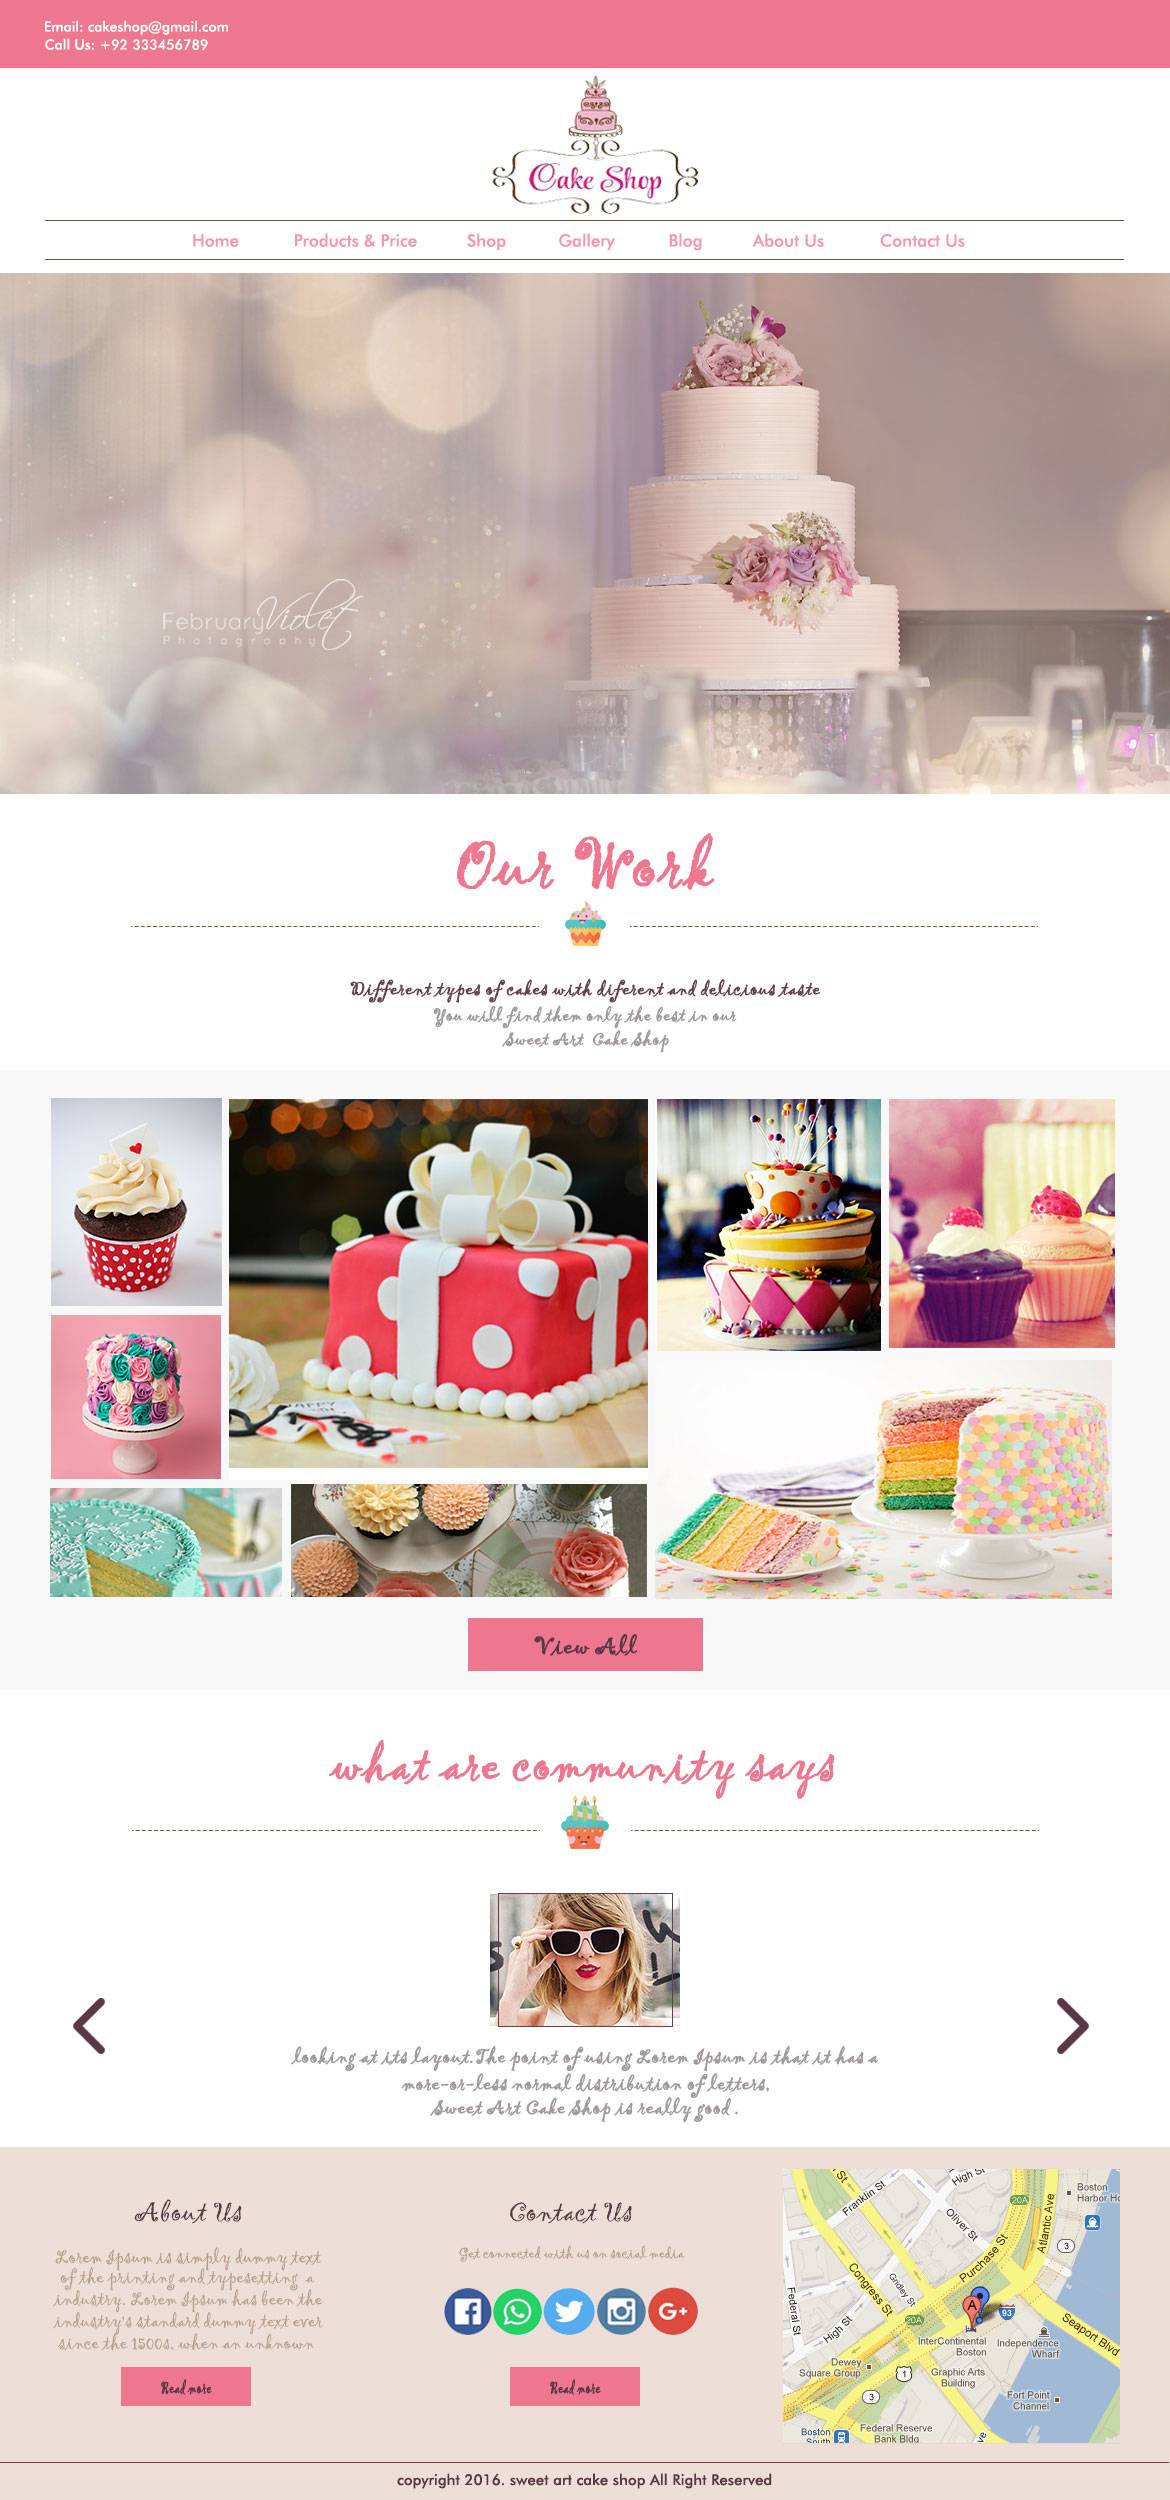 Email: cakeshop@gmail.com
Call Us: +92 333456789
Cake Shop
Home Products & Price Shop Gallery Blog About Us Contact Us
FebruaryViolet
Photography
Our Work
Different types of cakes with diferent and delicious taste
You will find them only the best in our
Sweet Art Cake Shop
View All
what are community says
looking at its layout. The point of using Lorem Ipsum is that it has a
more-or-less normal distribution of letters,
Sweet Art Cake Shop is really good .
About Us
Lorem Ipsum is simply dummy text
of the printing and typesetting a
industry. Lorem Ipsum has been the
industry's standard dummy text ever
since the 1500s, when an unknown
Read more
Contact Us
Get connected with us on social media
G+
Read more
High St
Franklin St
Oliver St
Boston
Harbor Ho
20A
Atlantic Ave
3
Purchase St
Congress St
Gridley St
Federal St
High St
20A
A
93
Seaport Blvd
InterContinental
Boston
Independence
Wharf
Dewey
Square Group
1
Graphic Arts
Building
3
Fort Point
Channel
Boston
South
Federal Reserve
Bank Bldg
copyright 2016. sweet art cake shop All Right Reserved